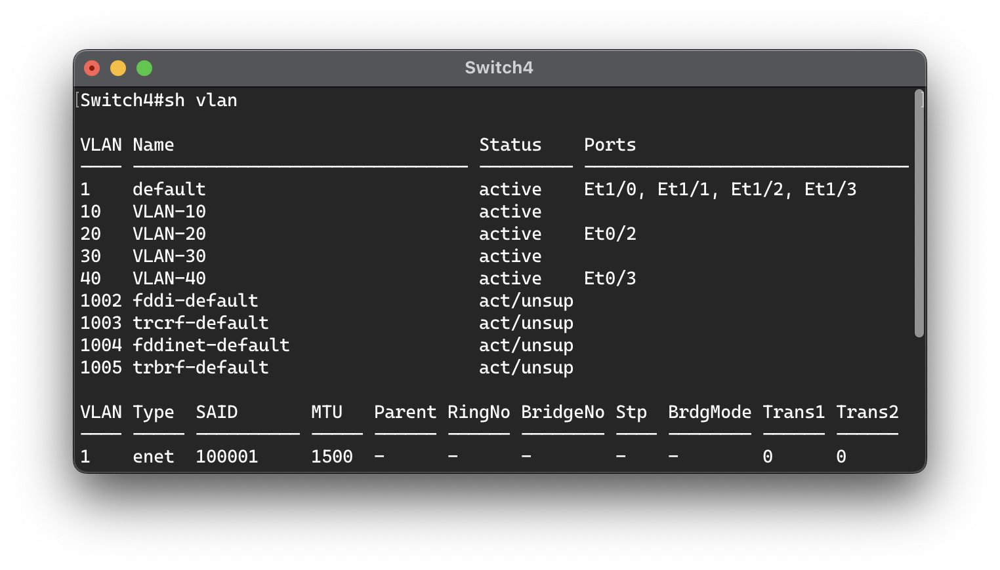 Switch4
[Switch4#sh vlan ]
VLAN Name                             Status    Ports
---- -------------------------------- --------- -------------------------------
1    default                          active    Et1/0, Et1/1, Et1/2, Et1/3
10   VLAN-10                          active
20   VLAN-20                          active    Et0/2
30   VLAN-30                          active
40   VLAN-40                          active    Et0/3
1002 fddi-default                     act/unsup
1003 trcrf-default                    act/unsup
1004 fddinet-default                  act/unsup
1005 trbrf-default                    act/unsup
VLAN Type  SAID       MTU   Parent RingNo BridgeNo Stp  BrdgMode Trans1 Trans2
---- ----- ---------- ----- ------ ------ -------- ---- -------- ------ ------
1    enet  100001     1500  -      -      -        -    -        0      0